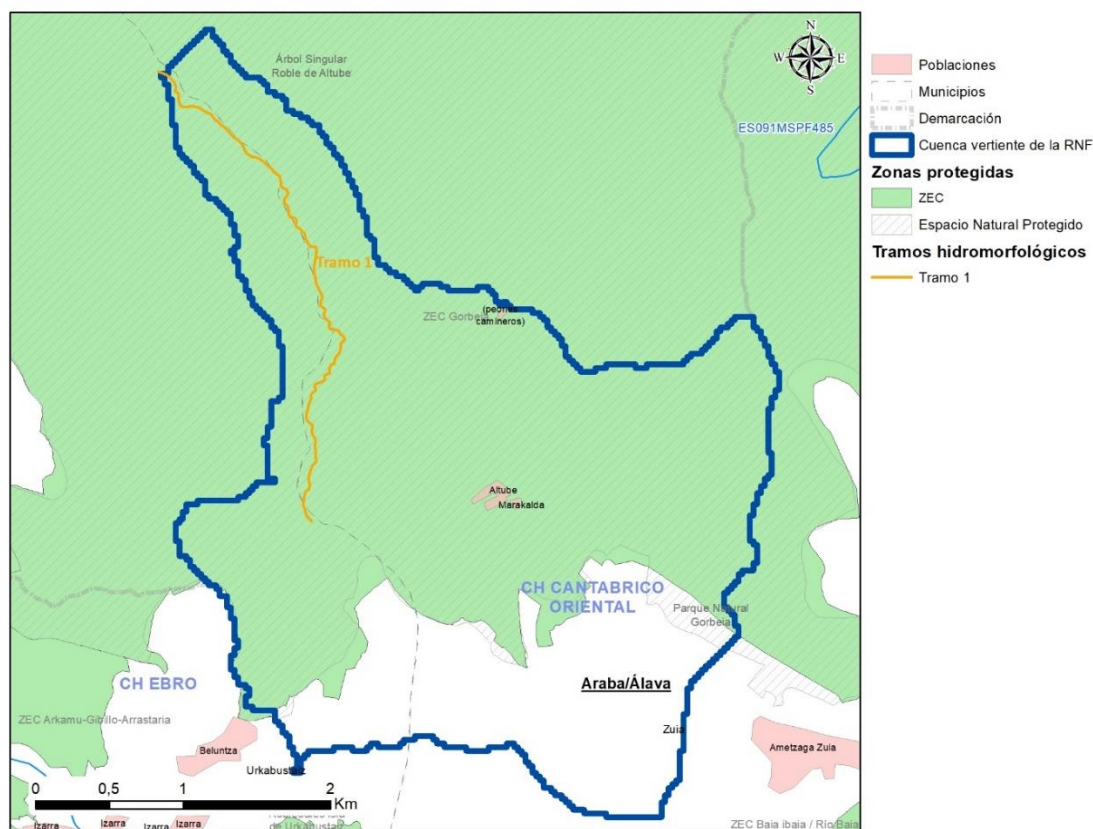 Árbol Singular
Roble de Altube
N
W
E
S
ES091MSPF485
Tramo 1
ZEC Gorbeia
(peones
camineros)
Altube
Marakalda
CH CANTABRICO
ORIENTAL
Parque Natural
Gorbeia
CH EBRO
Araba/Álava
ZEC Arkamu-Gibillo-Arrastaria
Beluntza
Urkabustaiz
Zuia
Ametzaga Zuia
0 0,5 1 2
Km
Izarra
Izarra
Izarra
Izarra
de Urkabustaiz
ZEC Baia ibaia / Río Baia
Poblaciones
Municipios
Demarcación
Cuenca vertiente de la RNF
Zonas protegidas
ZEC
Espacio Natural Protegido
Tramos hidromorfológicos
Tramo 1